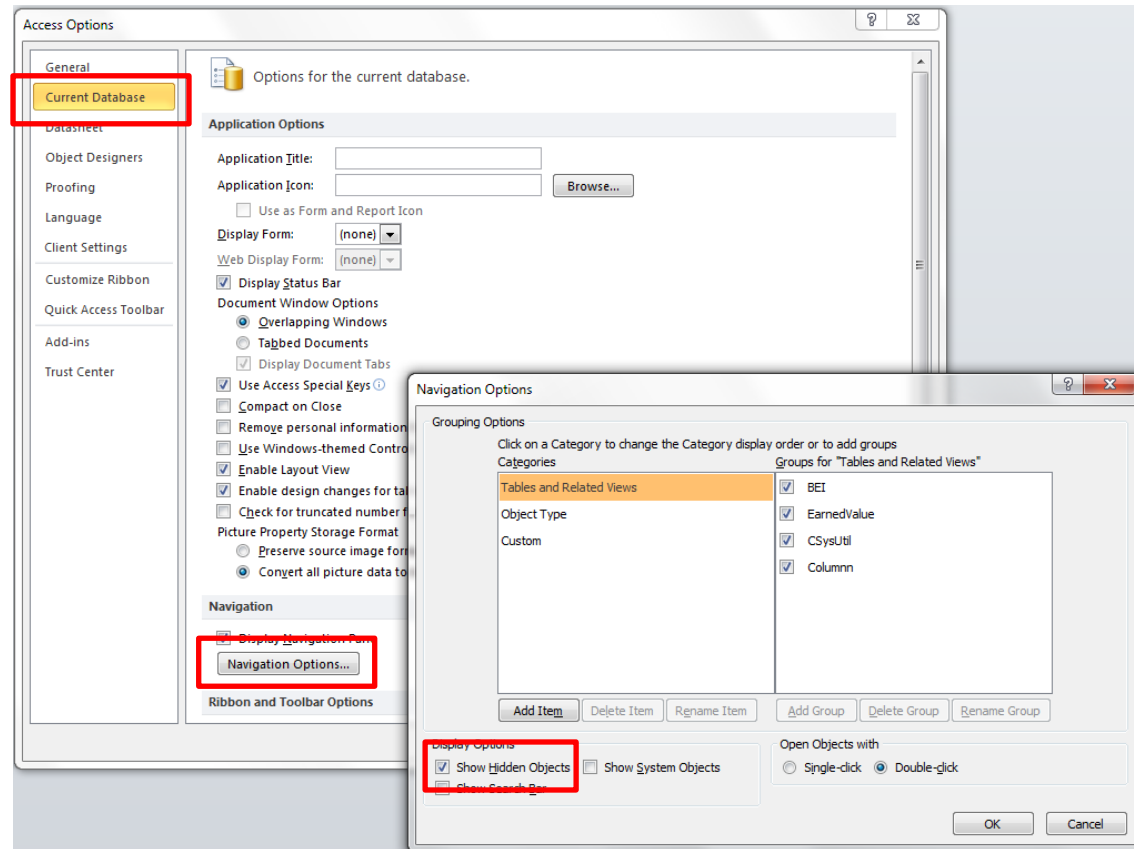 Access Options
General
Current Database
Datasheet
Object Designers
Proofing
Language
Client Settings
Customize Ribbon
Quick Access Toolbar
Add-ins
Trust Center
Options for the current database.
Application Options
Application Title:
Application Icon:
Browse...
Use as Form and Report Icon
Display Form: (none)
Web Display Form: (none)
Display Status Bar
Document Window Options
Overlapping Windows
Tabbed Documents
Display Document Tabs
Use Access Special Keys
Compact on Close
Remove personal information
Use Windows-themed Contro
Enable Layout View
Enable design changes for tal
Check for truncated number f
Picture Property Storage Format
Preserve source image for
Convert all picture data to
Navigation
Display Navigation Pan
Navigation Options...
Ribbon and Toolbar Options
Navigation Options
Grouping Options
Click on a Category to change the Category display order or to add groups
Categories
Groups for "Tables and Related Views"
Tables and Related Views
Object Type
Custom
BEI
EarnedValue
CSysUtil
Columnn
Add Item Delete Item Rename Item Add Group Delete Group Rename Group
Display Options
Show Hidden Objects Show System Objects
Show Search Bar
Open Objects with
Single-click Double-click
OK Cancel